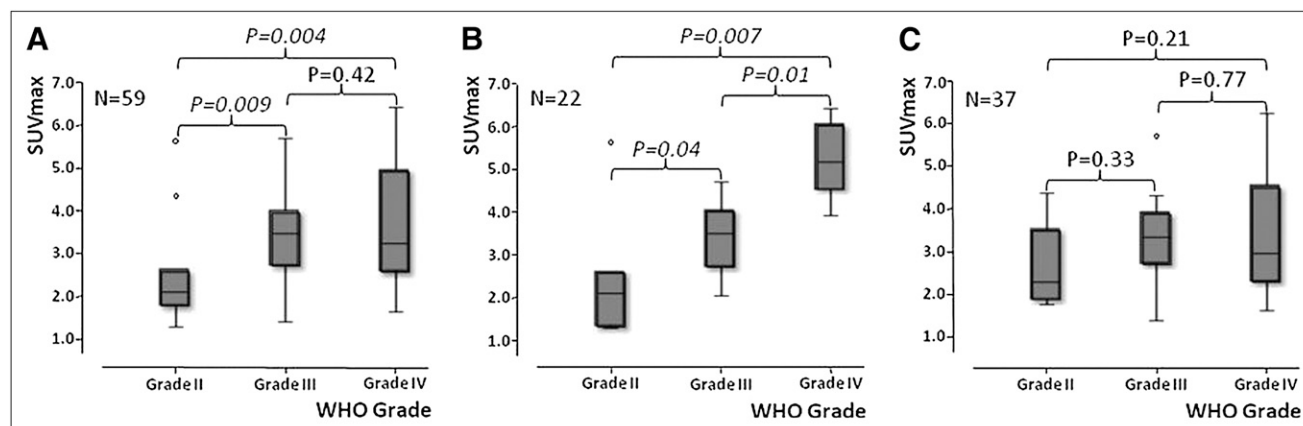 A
P=0.004
P=0.42
P=0.009
N=59
SUVmax
7.0
6.0
5.0
4.0
3.0
2.0
1.0
Grade II
Grade III
Grade IV
WHO Grade
B
P=0.007
P=0.01
P=0.04
N=22
SUVmax
7.0
6.0
5.0
4.0
3.0
2.0
1.0
Grade II
Grade III
Grade IV
WHO Grade
C
P=0.21
P=0.77
P=0.33
N=37
SUVmax
7.0
6.0
5.0
4.0
3.0
2.0
1.0
Grade II
Grade III
Grade IV
WHO Grade